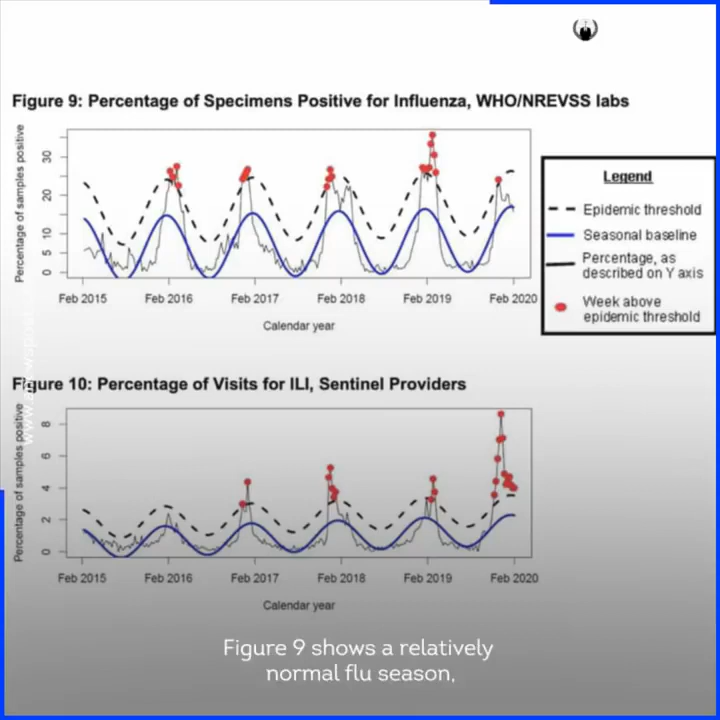 Figure 9: Percentage of Specimens Positive for Influenza, WHO/NREVSS labs
Percentage of samples positive
30
20
10
5
0
Feb 2015
Feb 2016
Feb 2017
Feb 2018
Feb 2019
Feb 2020
Calendar year
Legend
Epidemic threshold
Seasonal baseline
Percentage, as
described on Y axis
Week above
epidemic threshold
Figure 10: Percentage of Visits for ILI, Sentinel Providers
Percentage of samples positive
8
6
4
2
0
Feb 2015
Feb 2016
Feb 2017
Feb 2018
Feb 2019
Feb 2020
Calendar year
Figure 9 shows a relatively
normal flu season,